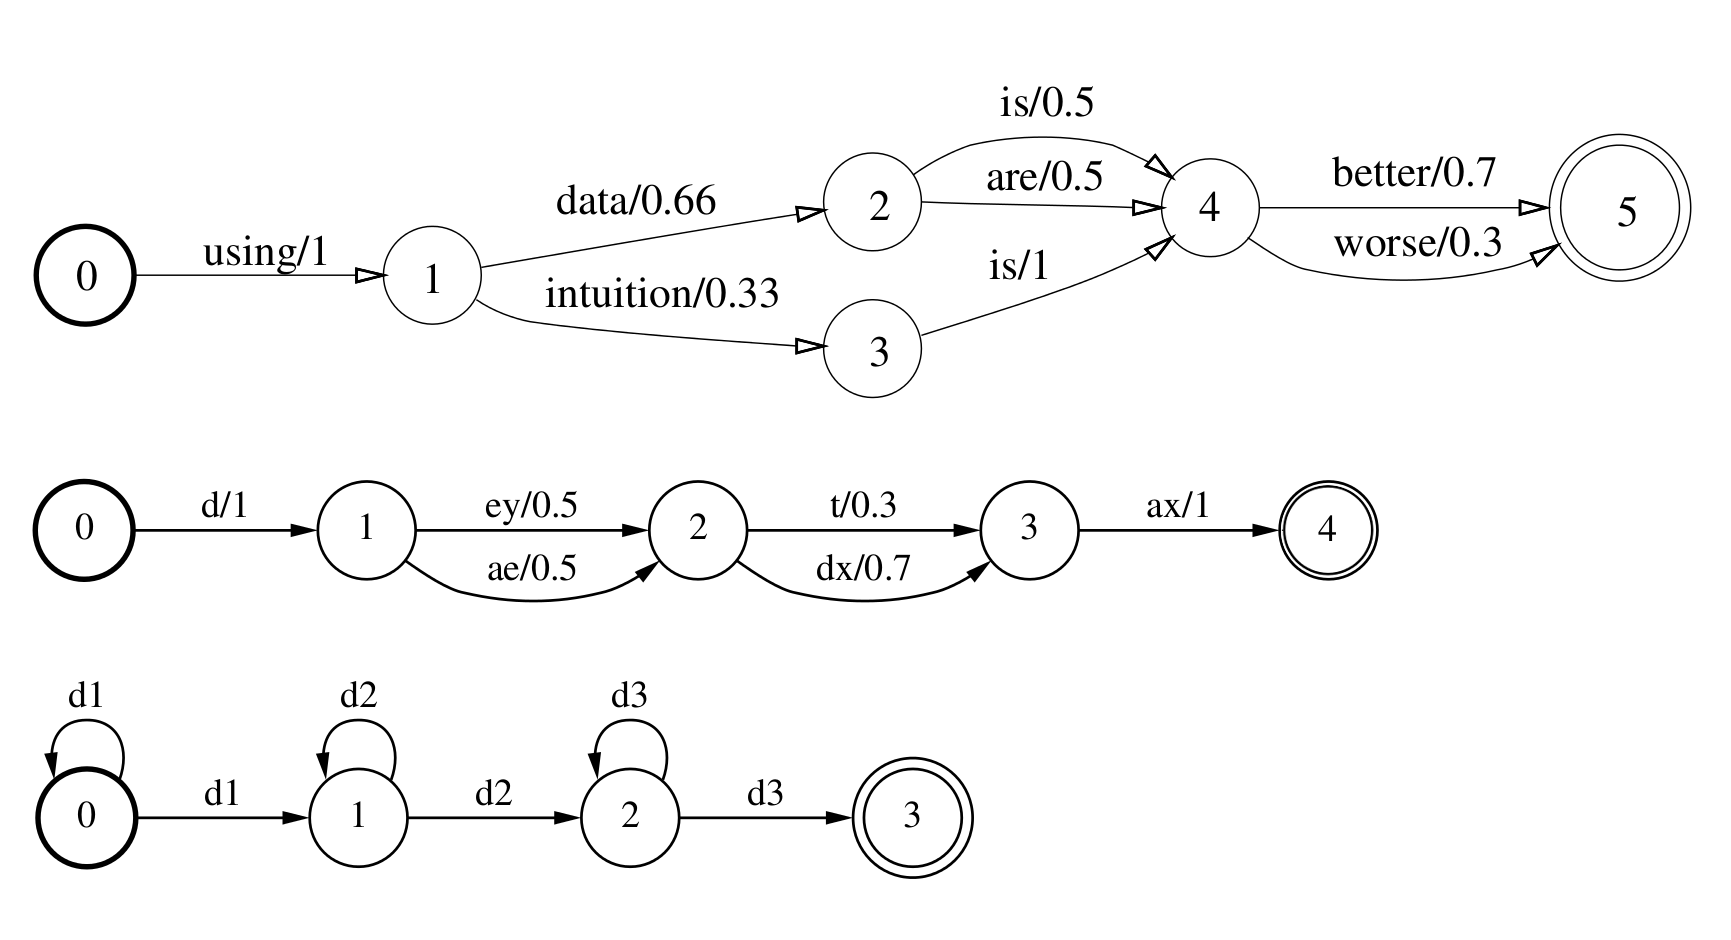 is/0.5
are/0.5
better/0.7
data/0.66
2
4
5
worse/0.3
using/1
is/1
0
1
intuition/0.33
3
d/1
ey/0.5
t/0.3
ax/1
0
1
2
3
4
ae/0.5
dx/0.7
d1
d2
d3
d1
d2
d3
0
1
2
3